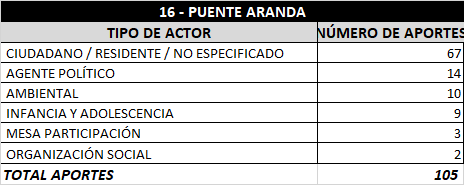 16 - PUENTE ARANDA
TIPO DE ACTOR NÚMERO DE APORTES
CIUDADANO / RESIDENTE / NO ESPECIFICADO 67
AGENTE POLÍTICO 14
AMBIENTAL 10
INFANCIA Y ADOLESCENCIA 9
MESA PARTICIPACIÓN 3
ORGANIZACIÓN SOCIAL 2
TOTAL APORTES 105